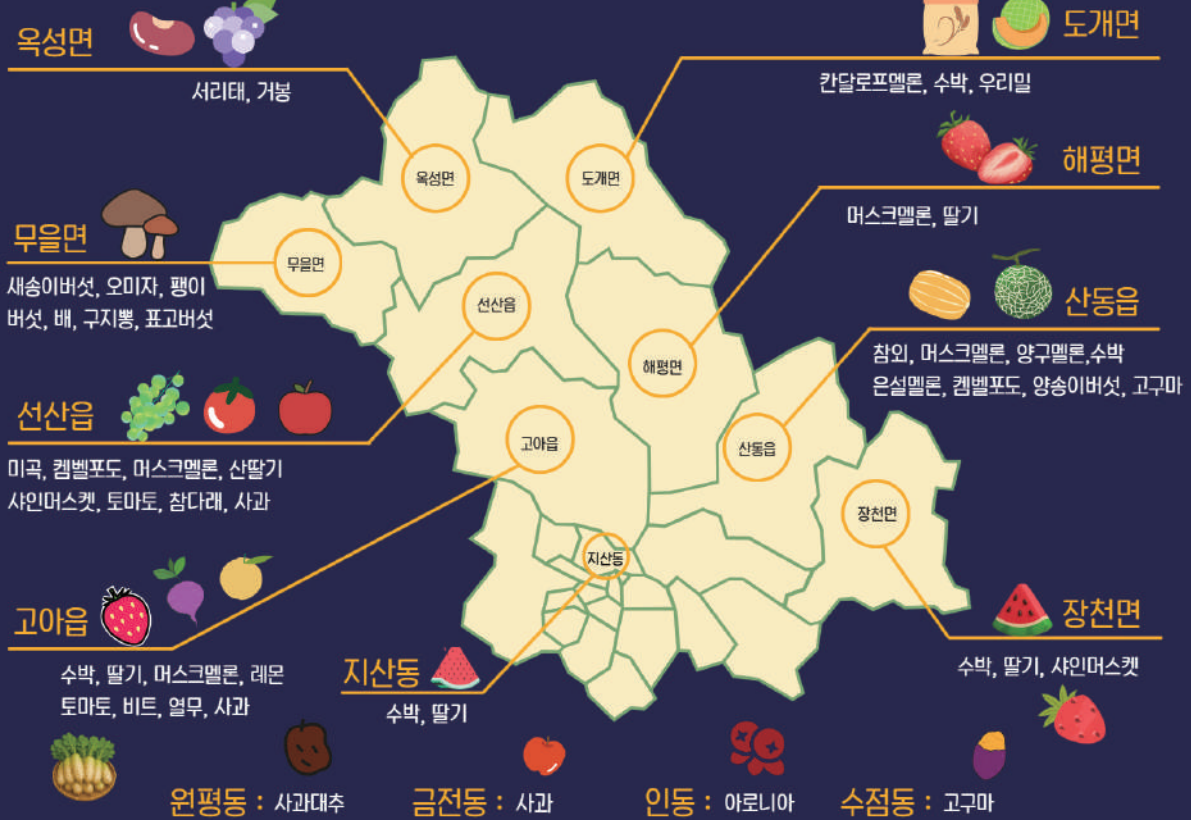 옥성면
서리태, 거봉
도개면
칸달로프멜론, 수박, 우리밀
해평면
머스크멜론, 딸기
무을면
새송이버섯, 오미자, 팽이
버섯, 배, 구지뽕, 표고버섯
산동읍
참외, 머스크멜론, 양구멜론,수박
은설멜론, 켐벨포도, 양송이버섯, 고구마
선산읍
미곡, 켐벨포도, 머스크멜론, 산딸기
샤인머스켓, 토마토, 참다래, 사과
고아읍
수박, 딸기, 머스크멜론, 레몬
토마토, 비트, 열무, 사과
지산동
수박, 딸기
장천면
수박, 딸기, 샤인머스켓
옥성면
도개면
무을면
선산읍
해평면
고아읍
산동읍
장천면
지산동
원평동 : 사과대추
금전동 : 사과
인동 : 아로니아
수점동 : 고구마